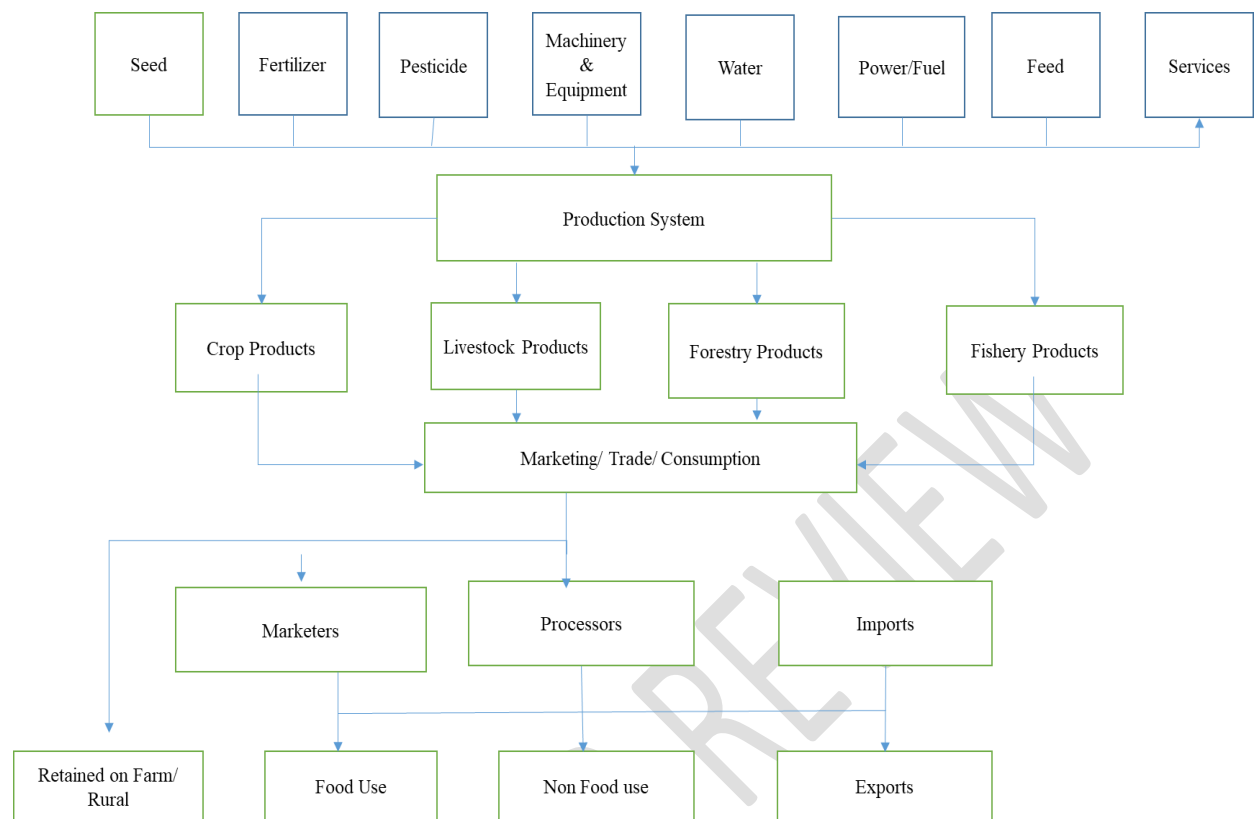 Seed
Fertilizer
Pesticide
Machinery
&
Equipment
Water
Power/Fuel
Feed
Services
Production System
Crop Products
Livestock Products
Forestry Products
Fishery Products
Marketing/ Trade/ Consumption
Marketers
Processors
Imports
Retained on Farm/
Rural
Food Use
Non Food use
Exports
REVIEW